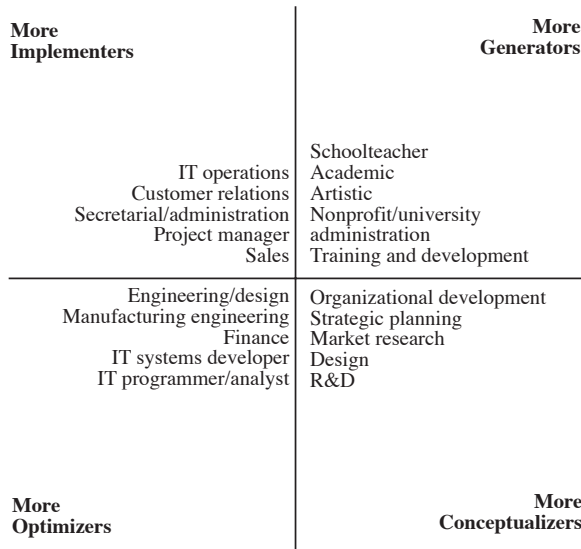 More
Implementers
More
Generators
IT operations
Customer relations
Secretarial/administration
Project manager
Sales
Schoolteacher
Academic
Artistic
Nonprofit/university
administration
Training and development
Engineering/design
Manufacturing engineering
Finance
IT systems developer
IT programmer/analyst
Organizational development
Strategic planning
Market research
Design
R&D
More
Optimizers
More
Conceptualizers